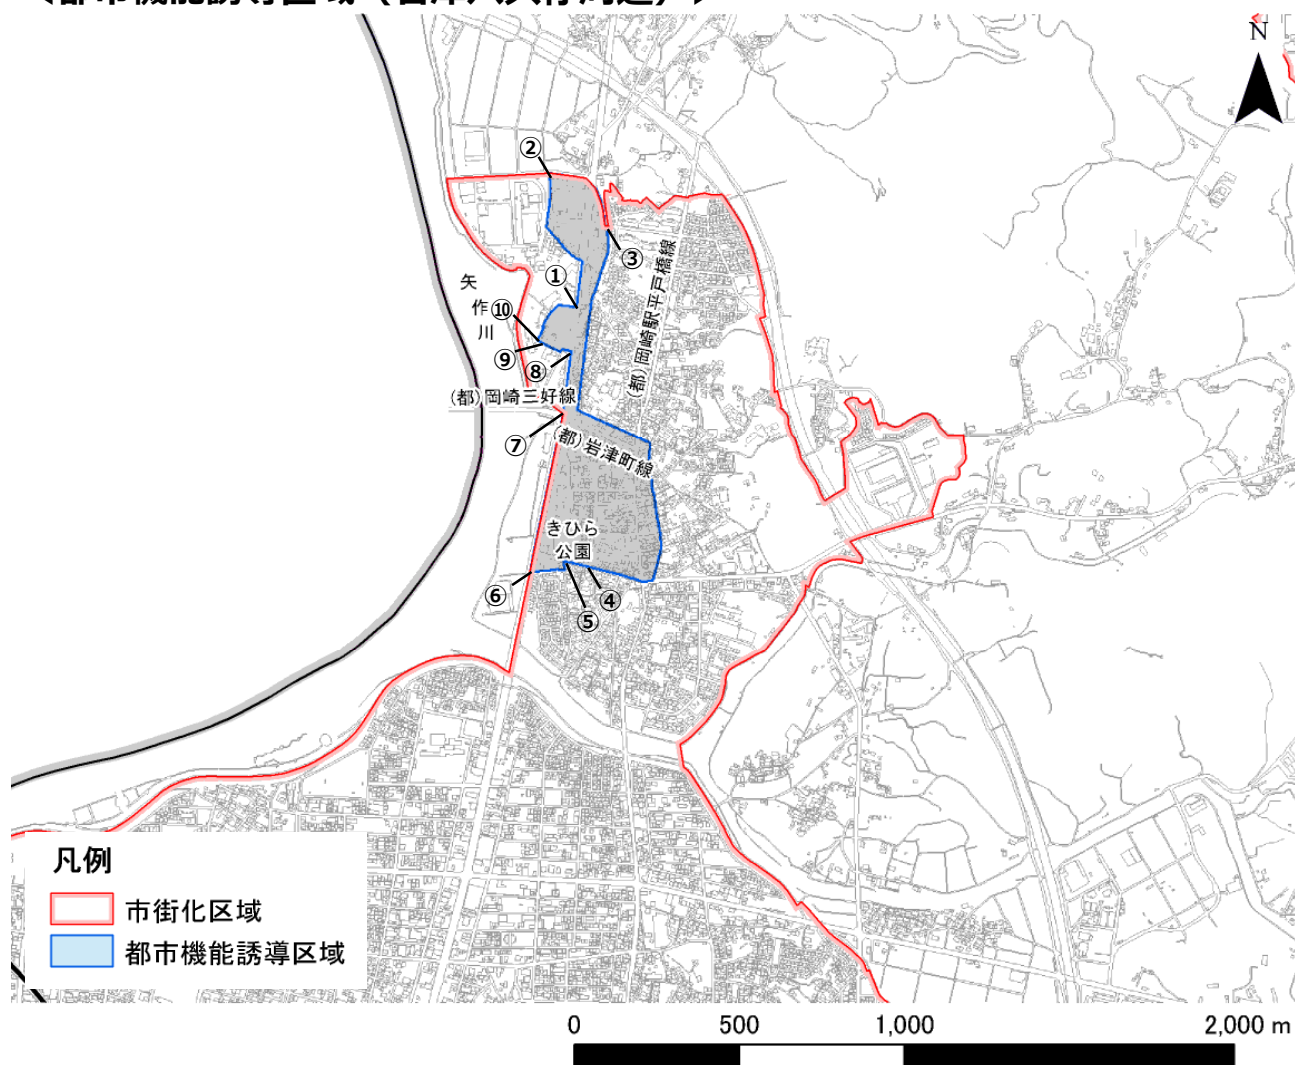 N
②
③
①
矢
作
川
⑩
⑨
⑧
(都)岡崎駅平戸橋線
(都)岡崎三好線
⑦
(都)岩津町線
きひら
公園
⑥
④
⑤
凡例
市街化区域
都市機能誘導区域
0 500 1,000 2,000 m